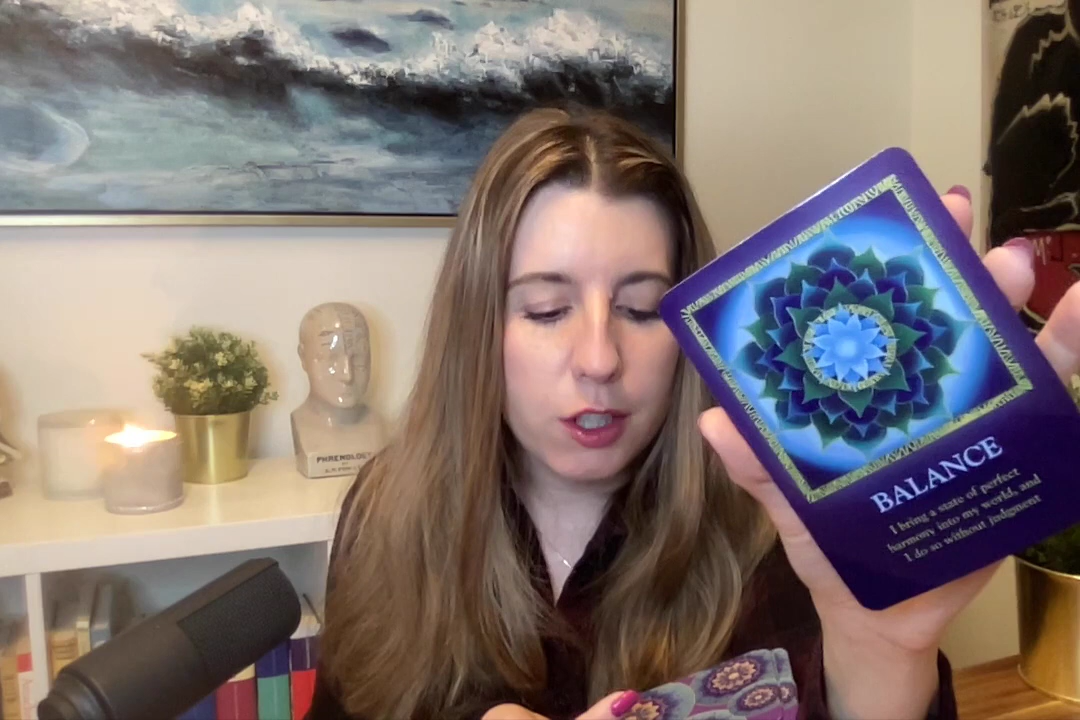 PHRENOLOGY
BALANCE
I bring a state of perfect
harmony into my world, and
I do so without judgment